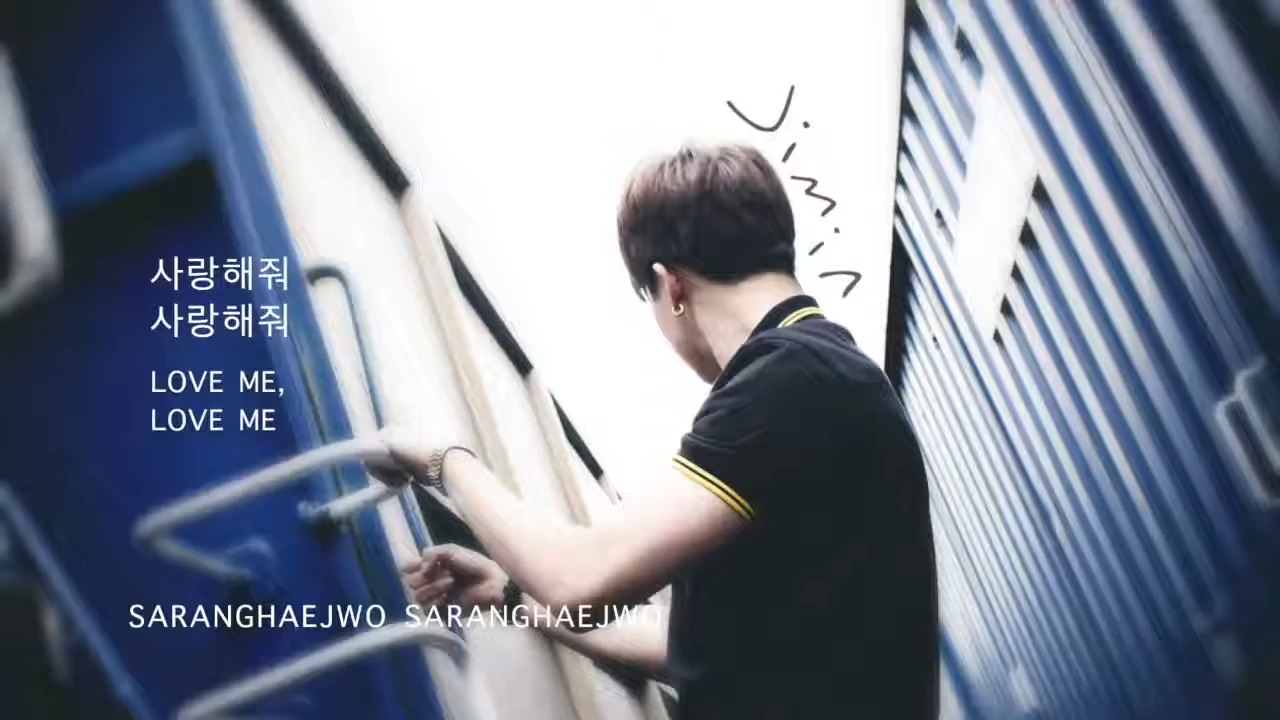 Jimin
사랑해줘
사랑해줘
LOVE ME,
LOVE ME
SARANGHAEJWO SARANGHAEJWO